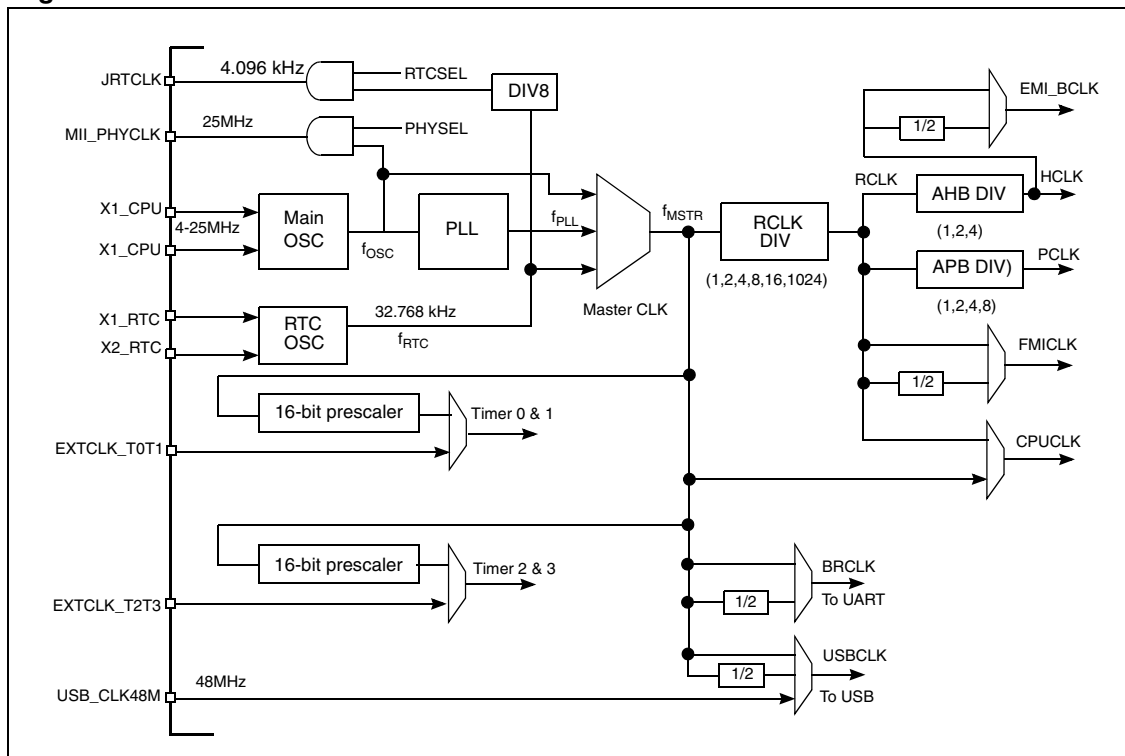 JRTCLK
4.096 kHz
RTCSEL
DIV8
MII_PHYCLK
25MHz
PHYSEL
X1_CPU
4-25MHz
X1_CPU
Main
OSC
fOSC
PLL
fPLL
Master CLK
fMSTR
RCLK
DIV
(1,2,4,8,16,1024)
RCLK
AHB DIV
(1,2,4)
HCLK
1/2
EMI_BCLK
APB DIV)
(1,2,4,8)
PCLK
X1_RTC
X2_RTC
RTC
OSC
32.768 kHz
fRTC
1/2
FMICLK
CPUCLK
16-bit prescaler
Timer 0 & 1
EXTCLK_T0T1
16-bit prescaler
Timer 2 & 3
EXTCLK_T2T3
1/2
BRCLK
To UART
1/2
USBCLK
To USB
USB_CLK48M
48MHz